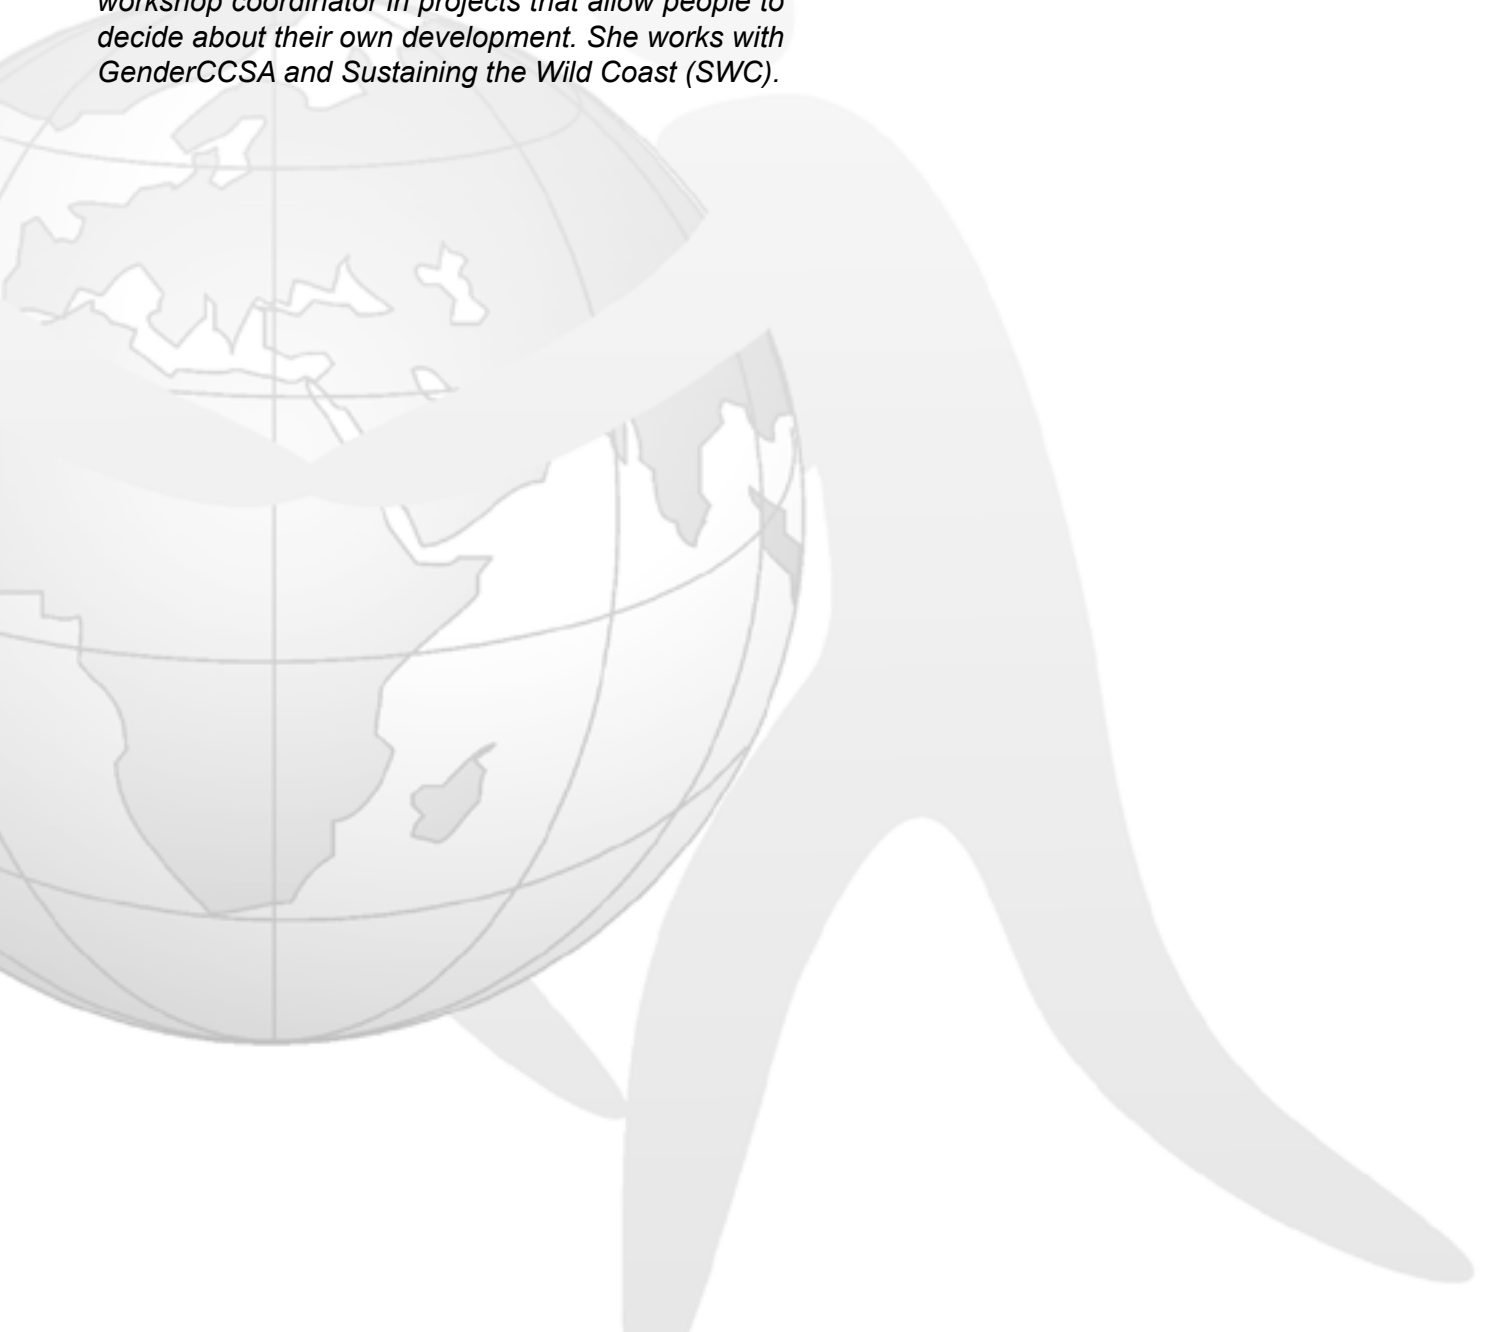 workshop coordinator in projects that allow people to
decide about their own development. She works with
GenderCCSA and Sustaining the Wild Coast (SWC).